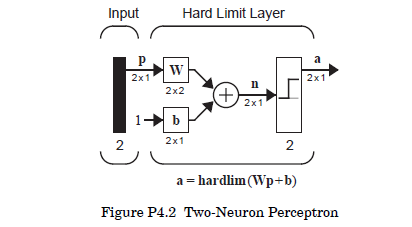 Input Hard Limit Layer
p W n a
2x1 2x2 2x1 2x1
1 b
2 2x1 2
a = hardlim(Wp+b)
Figure P4.2 Two-Neuron Perceptron